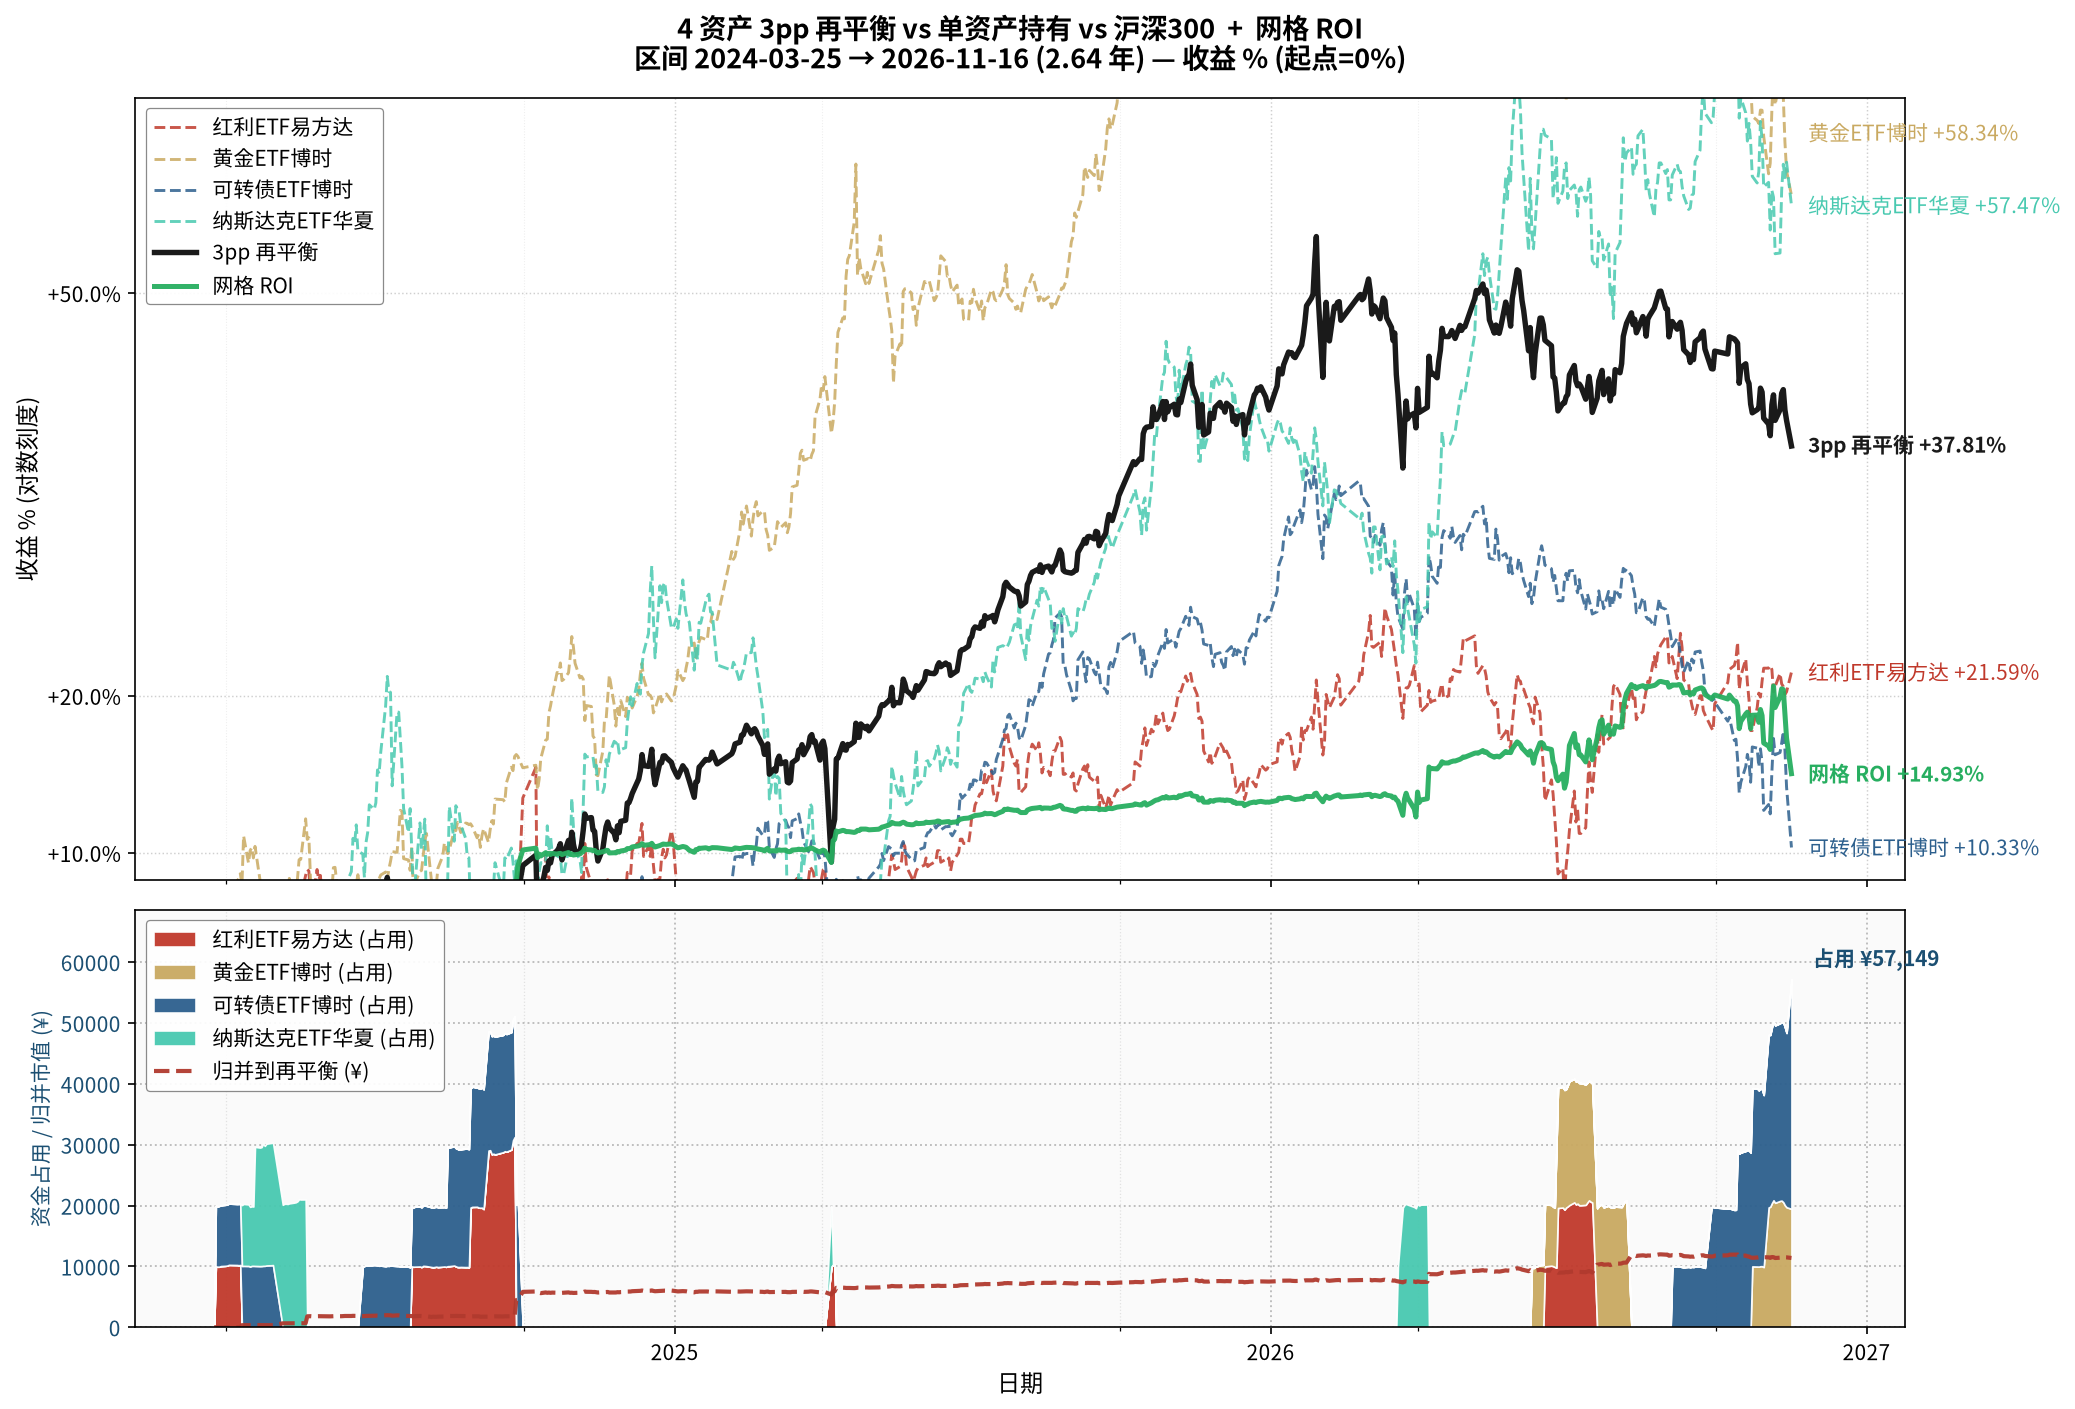 4 资产 3pp 再平衡 vs 单资产持有 vs 沪深300 + 网格 ROI
区间 2024-03-25 → 2026-11-16 (2.64 年) — 收益 % (起点=0%)
红利ETF易方达
黄金ETF博时
可转债ETF博时
纳斯达克ETF华夏
3pp 再平衡
网格 ROI
收益 % (对数刻度)
+50.0%
+20.0%
+10.0%
黄金ETF博时 +58.34%
纳斯达克ETF华夏 +57.47%
3pp 再平衡 +37.81%
红利ETF易方达 +21.59%
网格 ROI +14.93%
可转债ETF博时 +10.33%
红利ETF易方达 (占用)
黄金ETF博时 (占用)
可转债ETF博时 (占用)
纳斯达克ETF华夏 (占用)
归并到再平衡 (¥)
占用 ¥57,149
资金占用 / 归并市值 (¥)
60000
50000
40000
30000
20000
10000
0
2025
2026
2027
日期